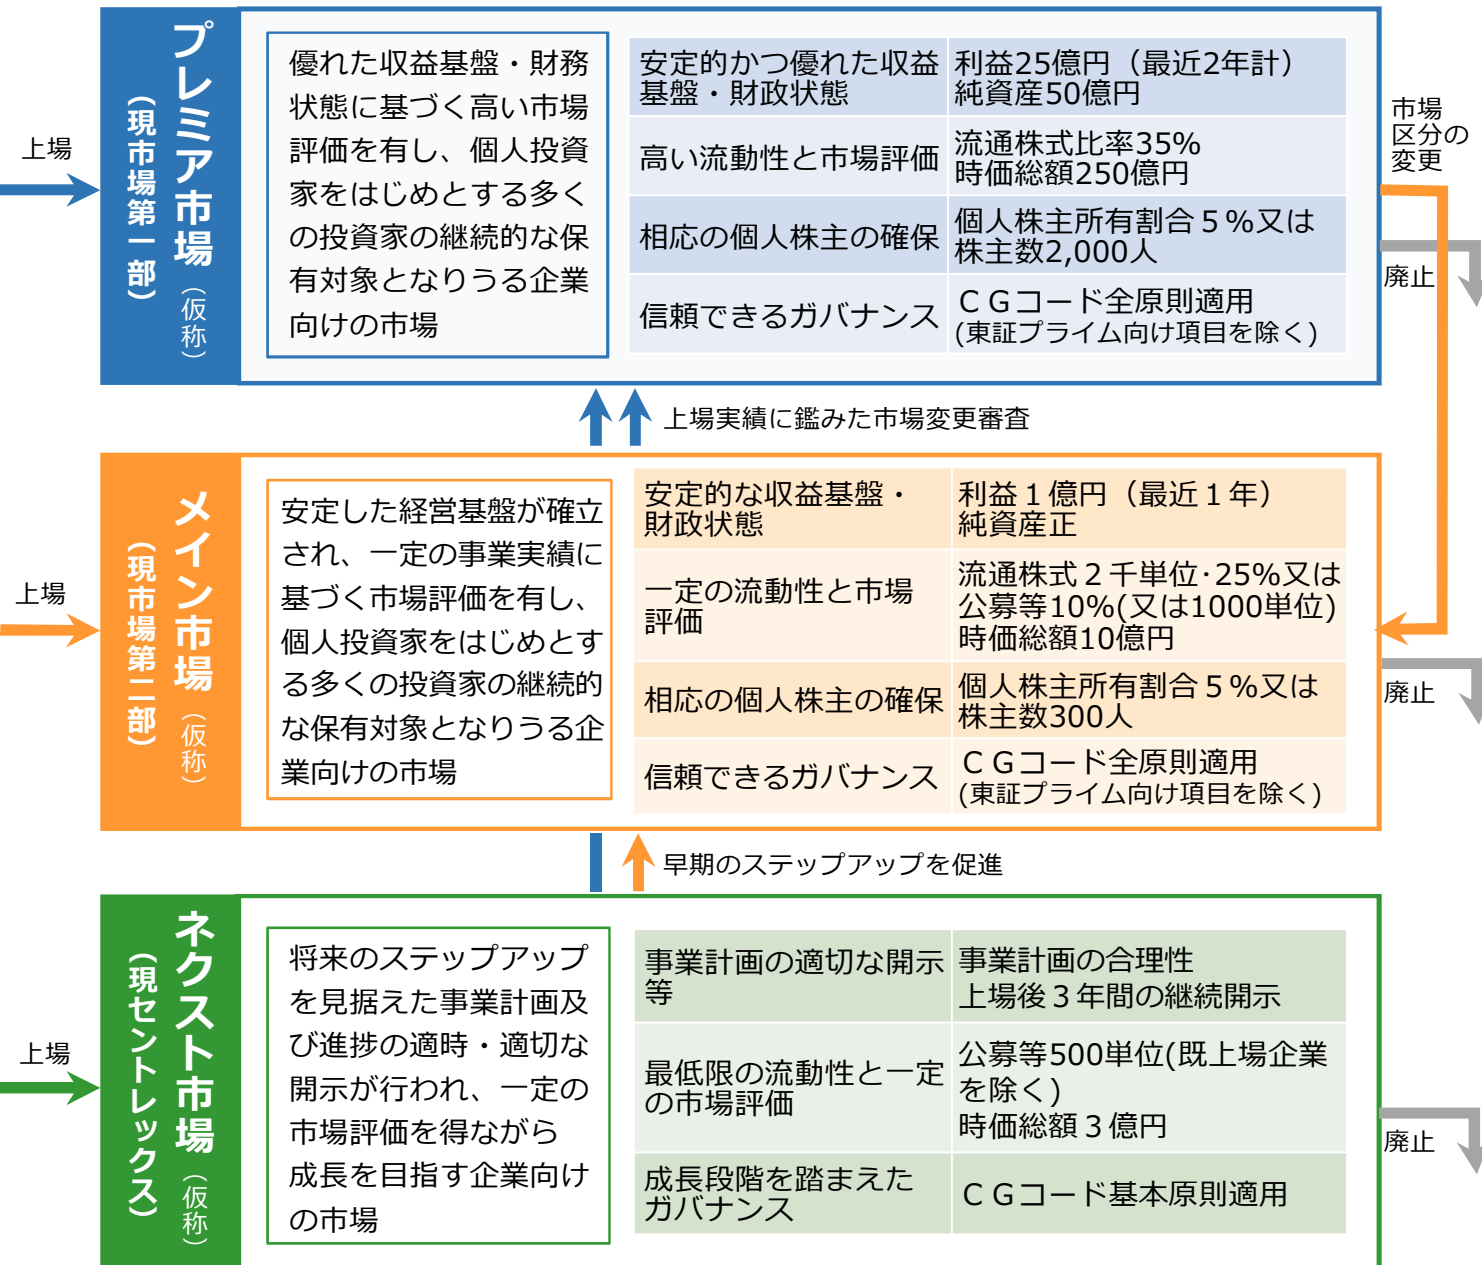 上場
プレミア市場（仮称）
（現市場第一部）
優れた収益基盤・財務
状態に基づく高い市場
評価を有し、個人投資
家をはじめとする多く
の投資家の継続的な保
有対象となりうる企業
向けの市場
安定的かつ優れた収益
基盤・財政状態
利益25億円（最近2年計）
純資産50億円
高い流動性と市場評価
流通株式比率35%
時価総額250億円
相応の個人株主の確保
個人株主所有割合５%又は
株主数2,000人
信頼できるガバナンス
ＣＧコード全原則適用
(東証プライム向け項目を除く)
市場
区分の
変更
廃止
上場実績に鑑みた市場変更審査
上場
メイン市場（仮称）
（現市場第二部）
安定した経営基盤が確立
され、一定の事業実績に
基づく市場評価を有し、
個人投資家をはじめとす
る多くの投資家の継続的
な保有対象となりうる企
業向けの市場
安定的な収益基盤・
財政状態
利益１億円（最近１年）
純資産正
一定の流動性と市場
評価
流通株式２千単位･25%又は
公募等10%(又は1000単位)
時価総額10億円
相応の個人株主の確保
個人株主所有割合５%又は
株主数300人
信頼できるガバナンス
ＣＧコード全原則適用
(東証プライム向け項目を除く)
廃止
早期のステップアップを促進
上場
ネクスト市場（仮称）
（現セントレックス）
将来のステップアップ
を見据えた事業計画及
び進捗の適時・適切な
開示が行われ、一定の
市場評価を得ながら
成長を目指す企業向け
の市場
事業計画の適切な開示
等
事業計画の合理性
上場後３年間の継続開示
最低限の流動性と一定
の市場評価
公募等500単位(既上場企業
を除く)
時価総額３億円
成長段階を踏まえた
ガバナンス
ＣＧコード基本原則適用
廃止